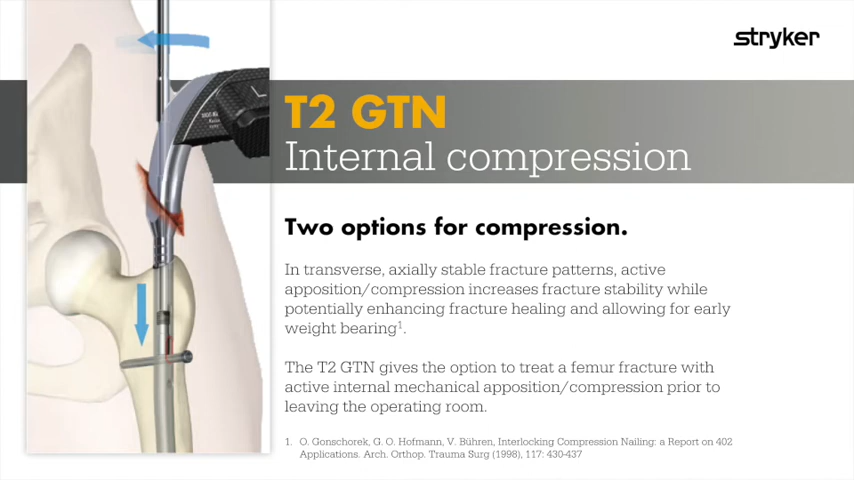 stryker
T2 GTN
Internal compression
Two options for compression.
In transverse, axially stable fracture patterns, active
apposition/compression increases fracture stability while
potentially enhancing fracture healing and allowing for early
weight bearing¹.
The T2 GTN gives the option to treat a femur fracture with
active internal mechanical apposition/compression prior to
leaving the operating room.
1. O. Gonschorek, G. O. Hofmann, V. Bühren, Interlocking Compression Nailing: a Report on 402
Applications. Arch. Orthop. Trauma Surg (1998), 117: 430-437